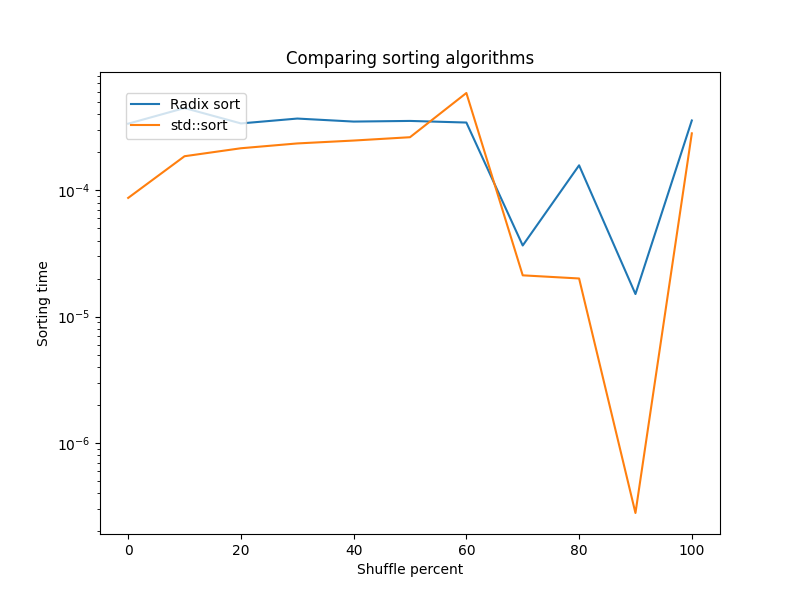 Comparing sorting algorithms
Radix sort
std::sort
10⁻⁴
10⁻⁵
10⁻⁶
Sorting time
0 20 40 60 80 100
Shuffle percent